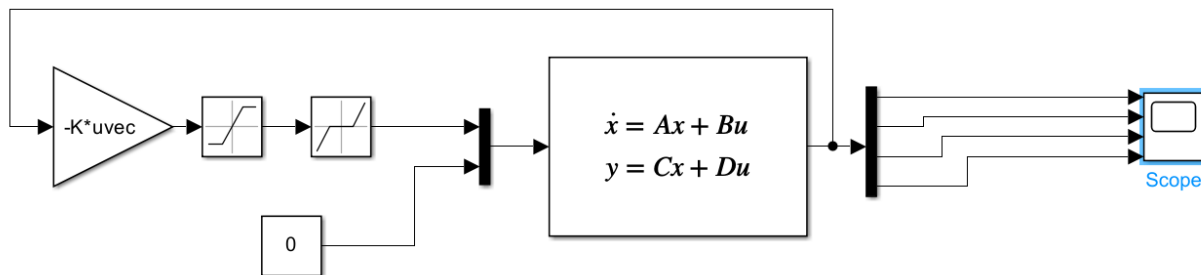 -K*uvec
ẋ = Ax + Bu
y = Cx + Du
0
Scope